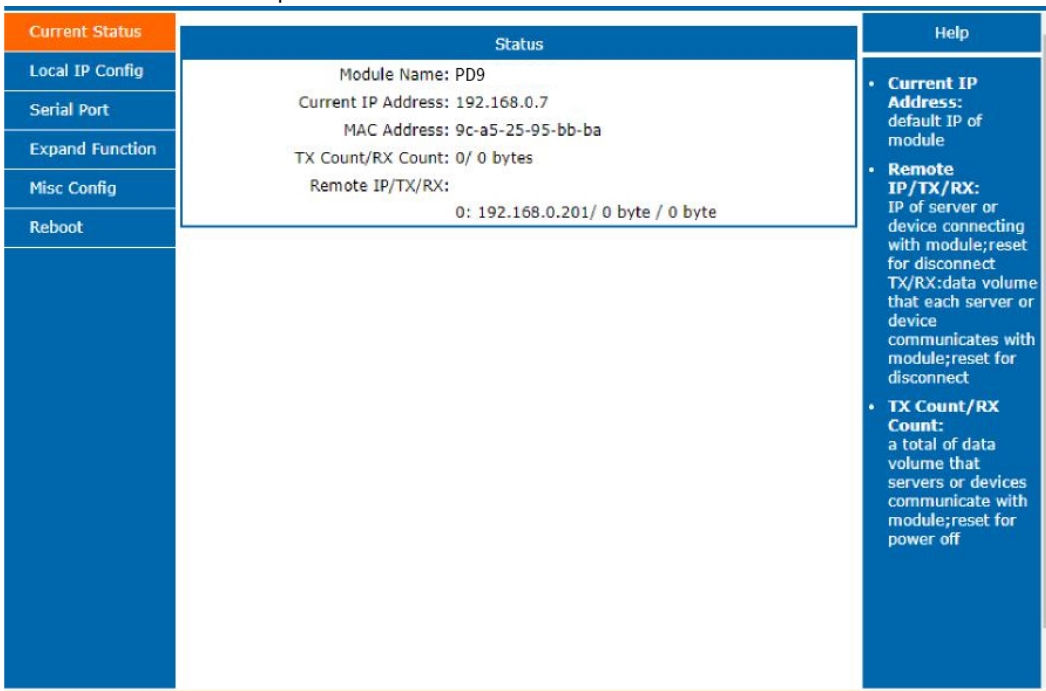 Current Status
Local IP Config
Serial Port
Expand Function
Misc Config
Reboot
Status
Module Name: PD9
Current IP Address: 192.168.0.7
MAC Address: 9c-a5-25-95-bb-ba
TX Count/RX Count: 0/ 0 bytes
Remote IP/TX/RX:
0: 192.168.0.201/ 0 byte / 0 byte
Help
• Current IP
Address:
default IP of
module
• Remote
IP/TX/RX:
IP of server or
device connecting
with module;reset
for disconnect
TX/RX:data volume
that each server or
device
communicates with
module;reset for
disconnect
• TX Count/RX
Count:
a total of data
volume that
servers or devices
communicate with
module;reset for
power off